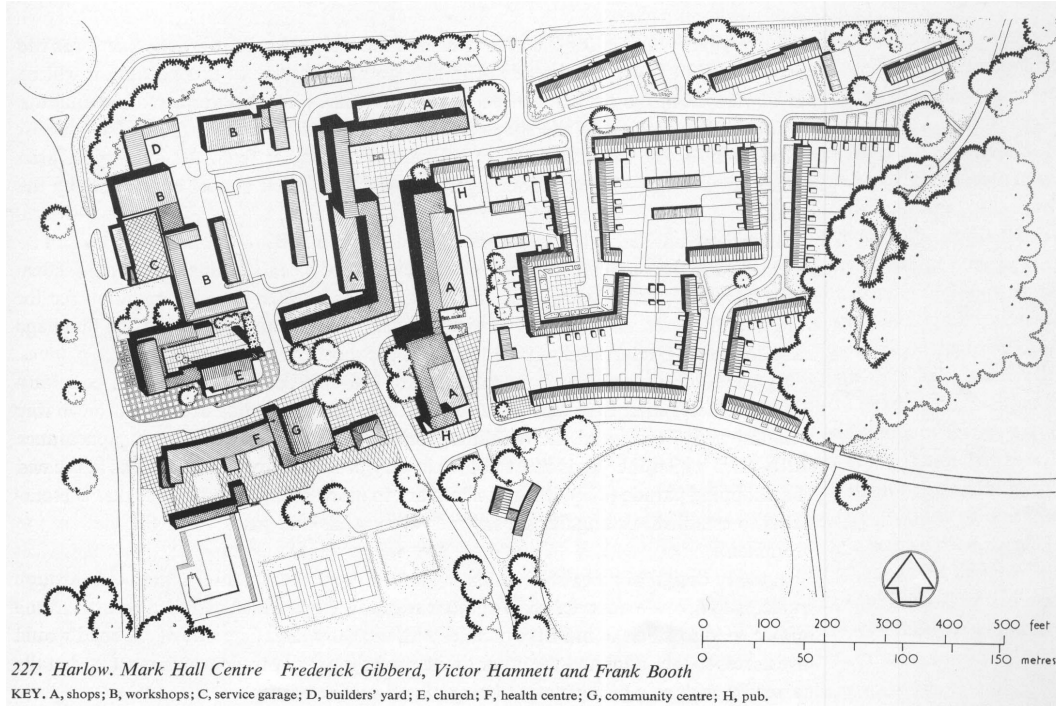 A
B
D
B
H
C
B
A
A
E
A
H
F
G
0 100 200 300 400 500 feet
0 50 100 150 metres
227. Harlow. Mark Hall Centre Frederick Gibberd, Victor Hamnett and Frank Booth
KEY. A, shops; B, workshops; C, service garage; D, builders' yard; E, church; F, health centre; G, community centre; H, pub.